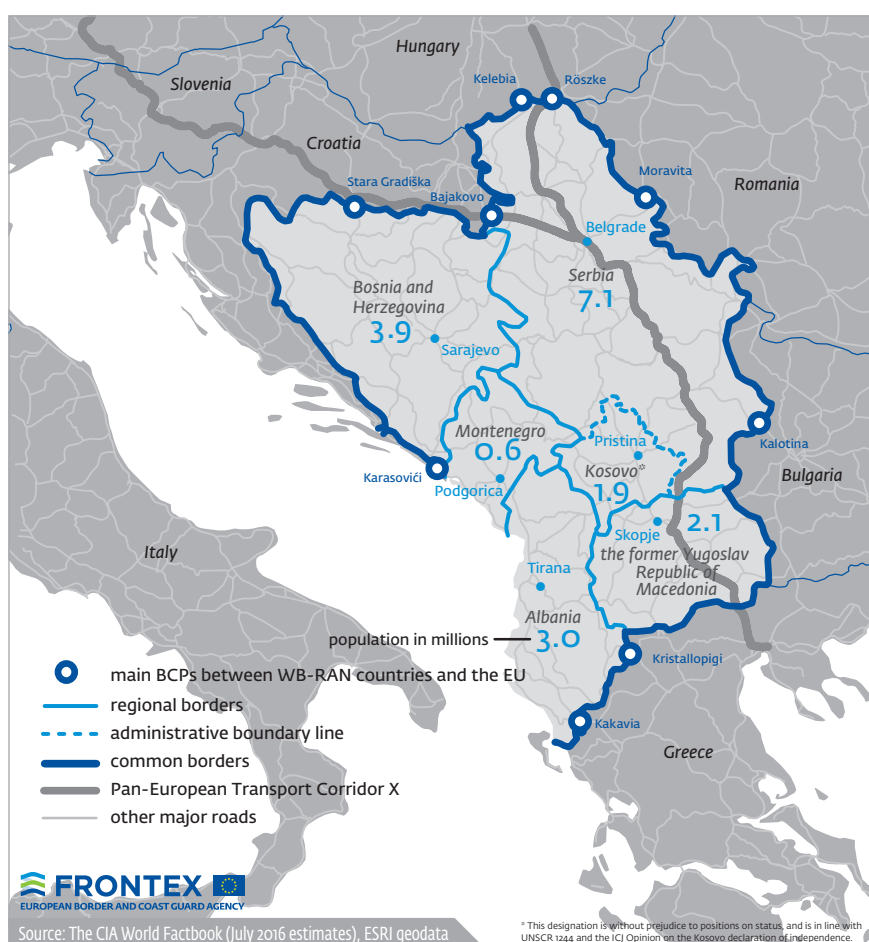 Hungary
Kelebia
Röszke
Slovenia
Croatia
Moravita
Romania
Stara Gradiška
Bajakovo
Belgrade
Serbia
7.1
Bosnia and
Herzegovina
3.9
Sarajevo
Montenegro
0.6
Pristina
Kalotina
Karasovići
Kosovo*
Bulgaria
Podgorica
1.9
2.1
Skopje
the former Yugoslav
Republic of
Macedonia
Italy
Tirana
Albania
population in millions
3.0
Kristallopigi
main BCPs between WB-RAN countries and the EU
regional borders
administrative boundary line
Kakavia
common borders
Greece
Pan-European Transport Corridor X
other major roads
FRONTEX
EUROPEAN BORDER AND COAST GUARD AGENCY
Source: The CIA World Factbook (July 2016 estimates), ESRI geodata
* This designation is without prejudice to positions on status, and is in line with
UNSCR 1244 and the ICJ Opinion on the Kosovo declaration of independence.